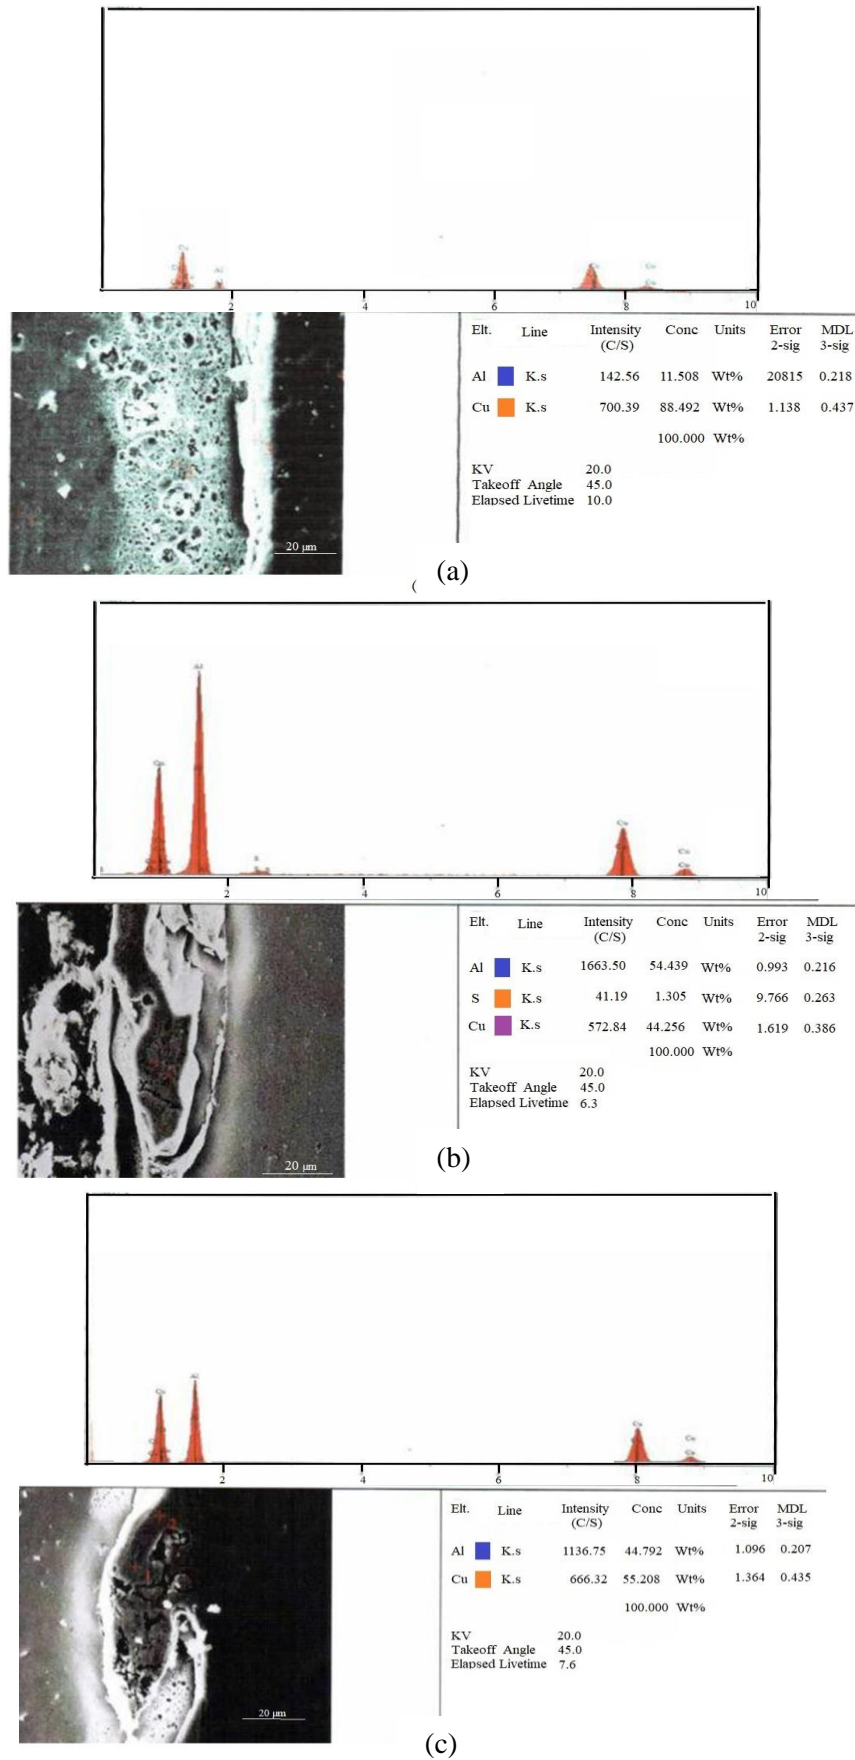 2 4 6 8 10
Elt. Line Intensity Conc Units Error MDL
(C/S) 2-sig 3-sig
Al K.s 142.56 11.508 Wt% 20815 0.218
Cu K.s 700.39 88.492 Wt% 1.138 0.437
100.000 Wt%
KV 20.0
Takeoff Angle 45.0
Elapsed Livetime 10.0
20 μm
(a)
(
Al
Cu
Cu
2 4 6 8 10
Elt. Line Intensity Conc Units Error MDL
(C/S) 2-sig 3-sig
Al K.s 1663.50 54.439 Wt% 0.993 0.216
S K.s 41.19 1.305 Wt% 9.766 0.263
Cu K.s 572.84 44.256 Wt% 1.619 0.386
100.000 Wt%
KV 20.0
Takeoff Angle 45.0
Elapsed Livetime 6.3
20 μm
(b)
Al
Cu
2 4 6 8 10
Elt. Line Intensity Conc Units Error MDL
(C/S) 2-sig 3-sig
Al K.s 1136.75 44.792 Wt% 1.096 0.207
Cu K.s 666.32 55.208 Wt% 1.364 0.435
100.000 Wt%
KV 20.0
Takeoff Angle 45.0
Elapsed Livetime 7.6
2
1
20 μm
(c)